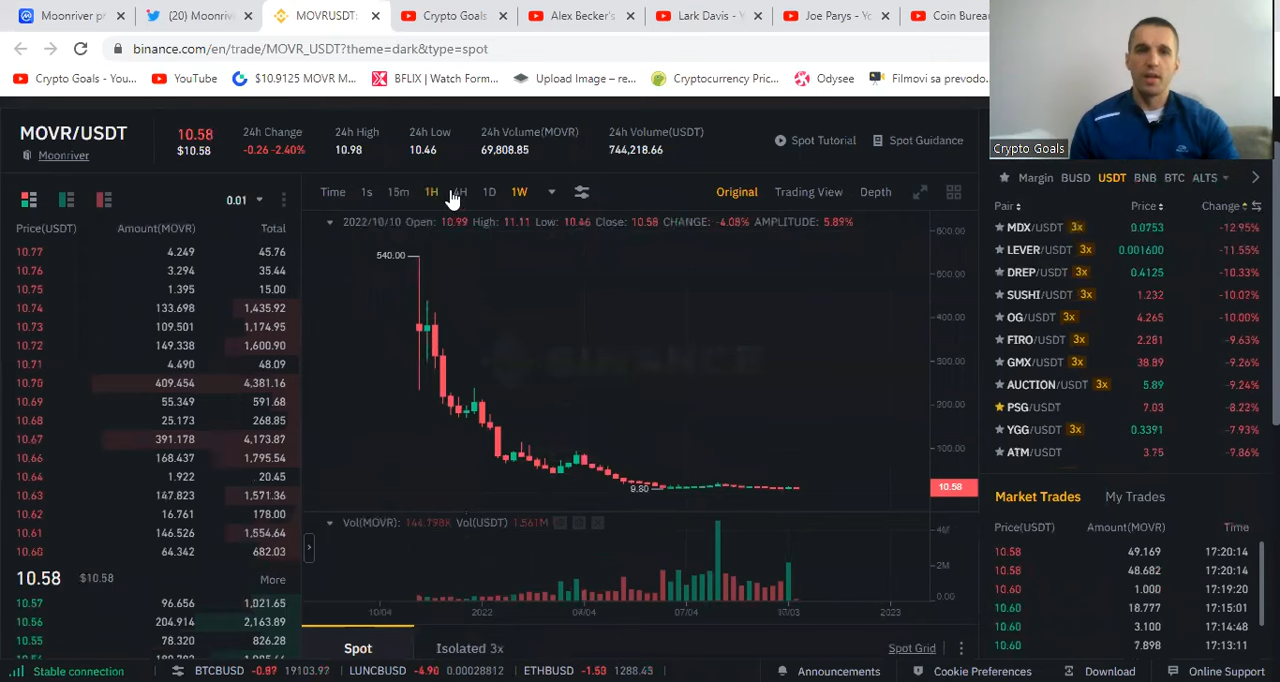 Moonriver pr
(20) Moonriv
MOVRUSDT:
Crypto Goals
Alex Becker's
Lark Davis - Y
Joe Parys - Yo
Coin Bureau
binance.com/en/trade/MOVR_USDT?theme=dark&type=spot
Crypto Goals - You...
YouTube
$10.9125 MOVR M...
BFLIX | Watch Form...
Upload Image – re...
Cryptocurrency Pric...
Odysee
Filmovi sa prevodo...
Crypto Goals
MOVR/USDT
Moonriver
10.58
$10.58
24h Change
-0.26 -2.40%
24h High
10.98
24h Low
10.46
24h Volume(MOVR)
69,808.85
24h Volume(USDT)
744,218.66
Spot Tutorial
Spot Guidance
0.01
Price(USDT) Amount(MOVR) Total
10.77 4.249 45.76
10.76 3.294 35.44
10.75 1.395 15.00
10.74 133.698 1,435.92
10.73 109.501 1,174.95
10.72 149.338 1,600.90
10.71 4.490 48.09
10.70 409.454 4,381.16
10.69 55.349 591.68
10.68 25.173 268.85
10.67 391.178 4,173.87
10.66 168.437 1,795.54
10.65 1.922 20.45
10.64
10.63 147.823 1,571.36
10.62 16.761 178.00
10.61 146.526 1,554.64
10.60 64.342 682.03
10.58 $10.58 More
10.57 96.656 1,021.65
10.56 204.914 2,163.89
10.55 78.320 826.28
Time 1s 15m 1H 4H 1D 1W
Original Trading View Depth
2022/10/10 Open: 10.99 High: 11.11 Low: 10.46 Close: 10.58 CHANGE: -4.08% AMPLITUDE: 5.89%
540.00
9.80
BINANCE
600.00
400.00
300.00
200.00
100.00
10.58
Vol(MOVR): 144.798K Vol(USDT) 1.561M
4M
2M
0.00
10/04 2022 04/04 07/04 2023
Spot
Isolated 3x
Spot Grid
Margin BUSD USDT BNB BTC ALTS
Pair Price Change
MDX/USDT 3x 0.0753 -12.95%
LEVER/USDT 3x 0.001600 -11.55%
DREP/USDT 3x 0.4125 -10.33%
SUSHI/USDT 3x 1.232 -10.02%
OG/USDT 3x 4.265 -10.00%
FIRO/USDT 3x 2.281 -9.63%
GMX/USDT 3x 38.89 -9.26%
AUCTION/USDT 3x 5.89 -9.24%
PSG/USDT 7.03 -8.22%
YGG/USDT 3x 0.3391 -7.93%
ATM/USDT 3.75
Market Trades My Trades
Price(USDT) Amount(MOVR) Time
10.58 49.169 17:20:14
10.58 48.682 17:20:14
10.60 1.000 17:19:20
10.60 18.777 17:15:01
10.60 3.100 17:14:48
10.58 7.898 17:13:11
Stable connection
BTCBUSD 19103.97
LUNCBUSD -4.90 0.00028812
ETHBUSD -1.53 1288.43
Announcements
Cookie Preferences
Download
Online Support